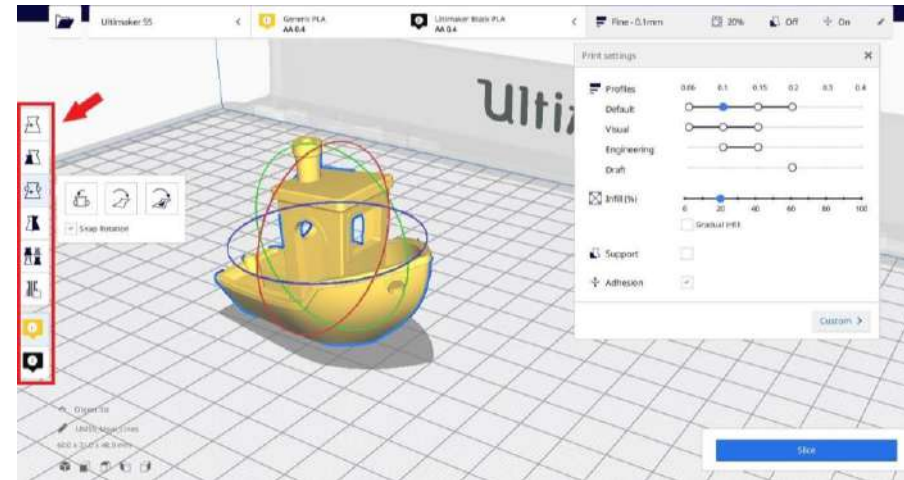 Ultimaker S5
Generic PLA
AA 0.4
Ultimaker Black PLA
AA 0.4
Fine - 0.1mm
20%
Off
On
Print settings
Profiles
0.06 0.1 0.15 0.2 0.3 0.4
Default
Visual
Engineering
Draft
Infill (%)
0 20 40 60 80 100
Gradual infill
Support
Adhesion
Custom
Snap Rotation
Ulti
Slice